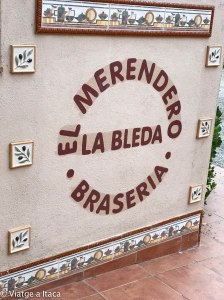 EL MERENDERO
LA BLEDA
BRASERIA
© Viatge a Itaca